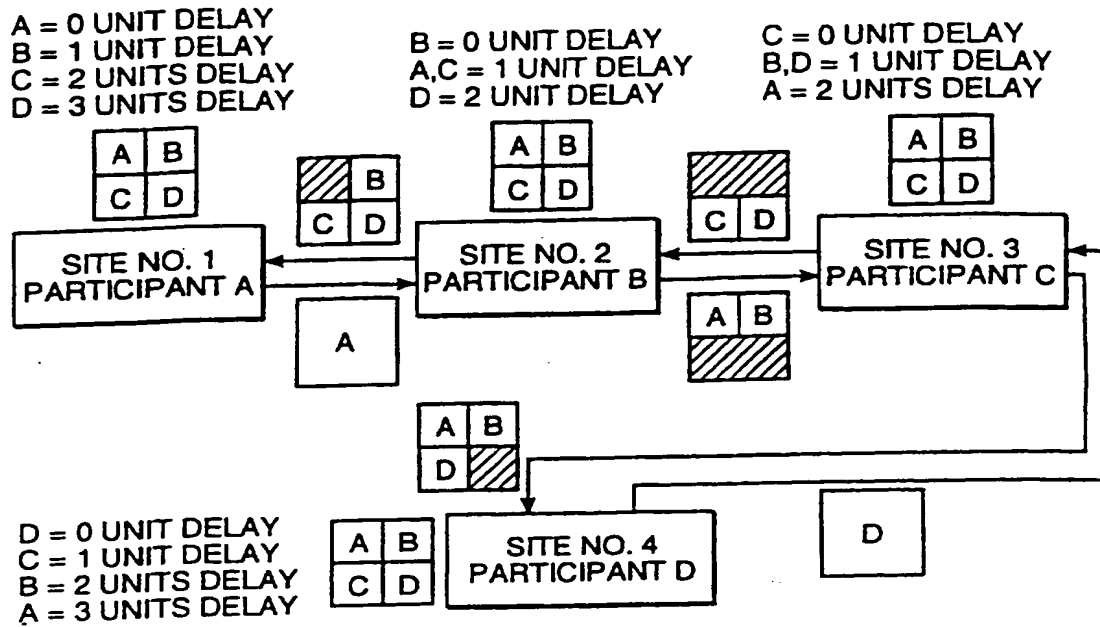 A = 0 UNIT DELAY
B = 1 UNIT DELAY
C = 2 UNITS DELAY
D = 3 UNITS DELAY
B = 0 UNIT DELAY
A,C = 1 UNIT DELAY
D = 2 UNIT DELAY
C = 0 UNIT DELAY
B,D = 1 UNIT DELAY
A = 2 UNITS DELAY
A B
C D
B
C D
A B
C D
C D
A B
C D
SITE NO. 1
PARTICIPANT A
SITE NO. 2
PARTICIPANT B
SITE NO. 3
PARTICIPANT C
A
A B
A B
D
D = 0 UNIT DELAY
C = 1 UNIT DELAY
B = 2 UNITS DELAY
A = 3 UNITS DELAY
A B
C D
SITE NO. 4
PARTICIPANT D
D